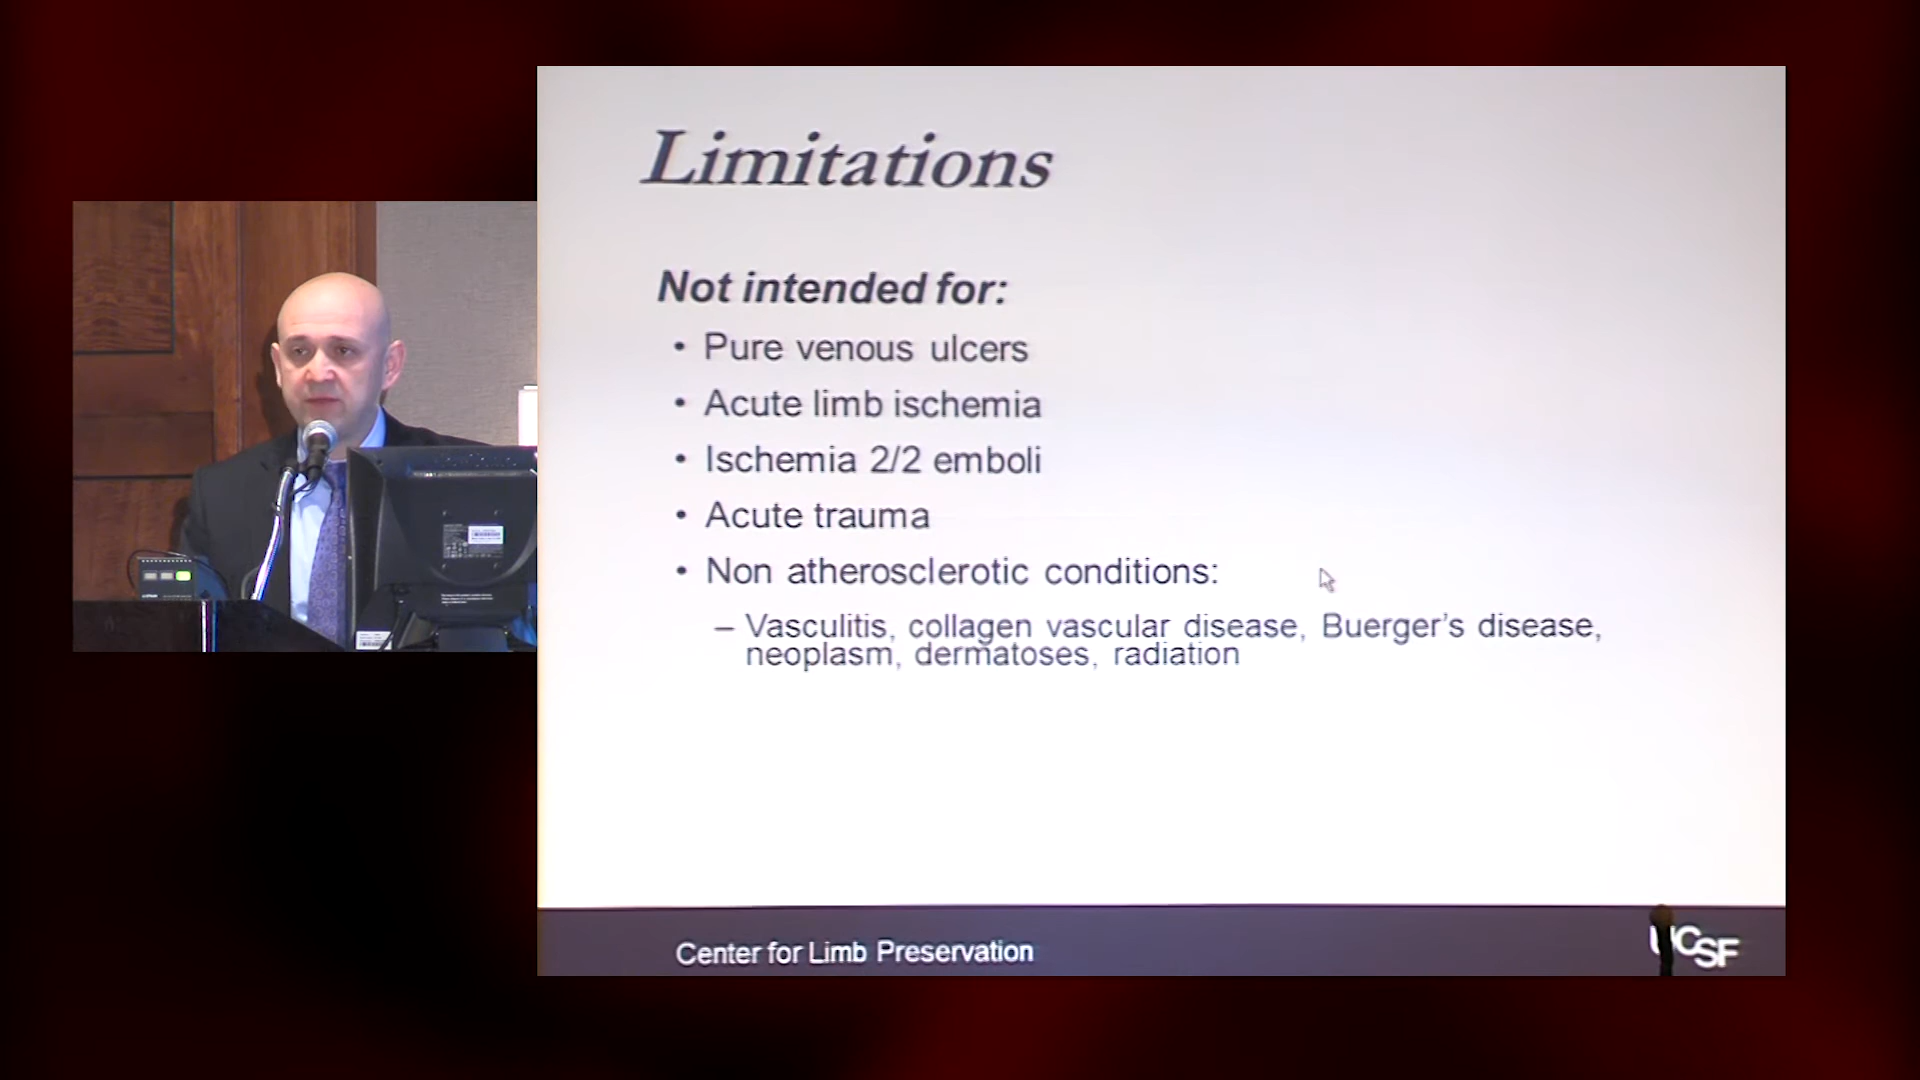 Limitations
Not intended for:
• Pure venous ulcers
• Acute limb ischemia
• Ischemia 2/2 emboli
• Acute trauma
• Non atherosclerotic conditions:
– Vasculitis, collagen vascular disease, Buerger's disease,
neoplasm, dermatoses, radiation
Center for Limb Preservation
UCSF